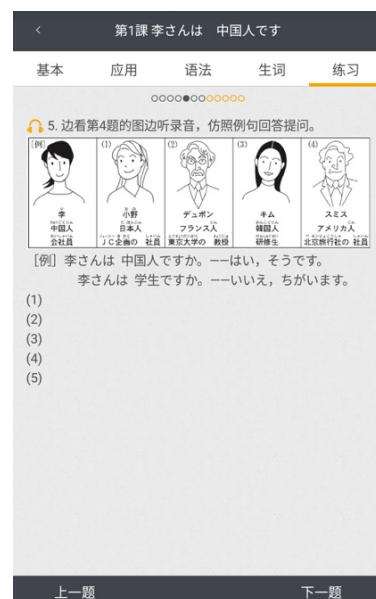 第1課 李さんは 中国人です
基本 应用 语法 生词 练习
5. 边看第4题的图边听录音，仿照例句回答提问。
[例] (1) (2) (3) (4)
李 小野 デュポン キム スミス
中国人 日本人 フランス人 韓国人 アメリカ人
会社員 JC企画の 社員 東京大学の 教授 研修生 北京旅行社の 社員
［例］李さんは 中国人ですか。——はい，そうです。
李さんは 学生ですか。——いいえ，ちがいます。
(1)
(2)
(3)
(4)
(5)
上一题 下一题